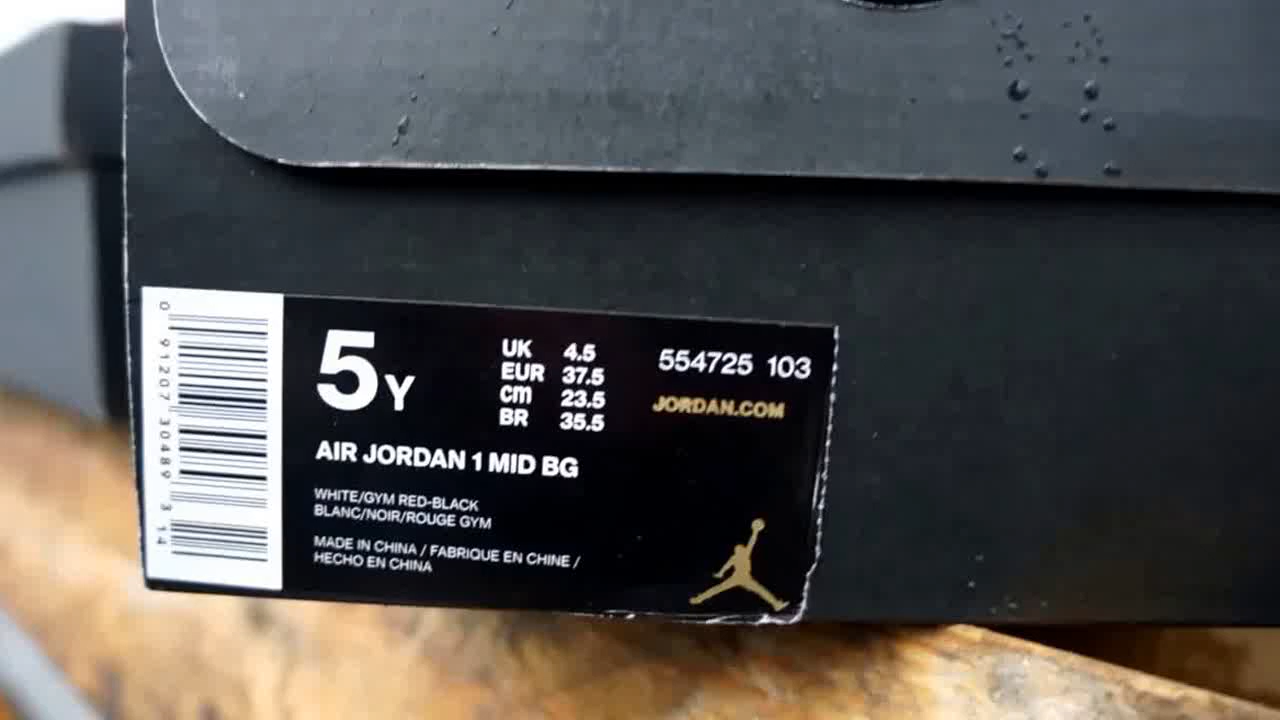 0 91207 30489 3 14
5Y
UK 4.5
EUR 37.5
cm 23.5
BR 35.5
554725 103
JORDAN.COM
AIR JORDAN 1 MID BG
WHITE/GYM RED-BLACK
BLANC/NOIR/ROUGE GYM
MADE IN CHINA / FABRIQUE EN CHINE /
HECHO EN CHINA